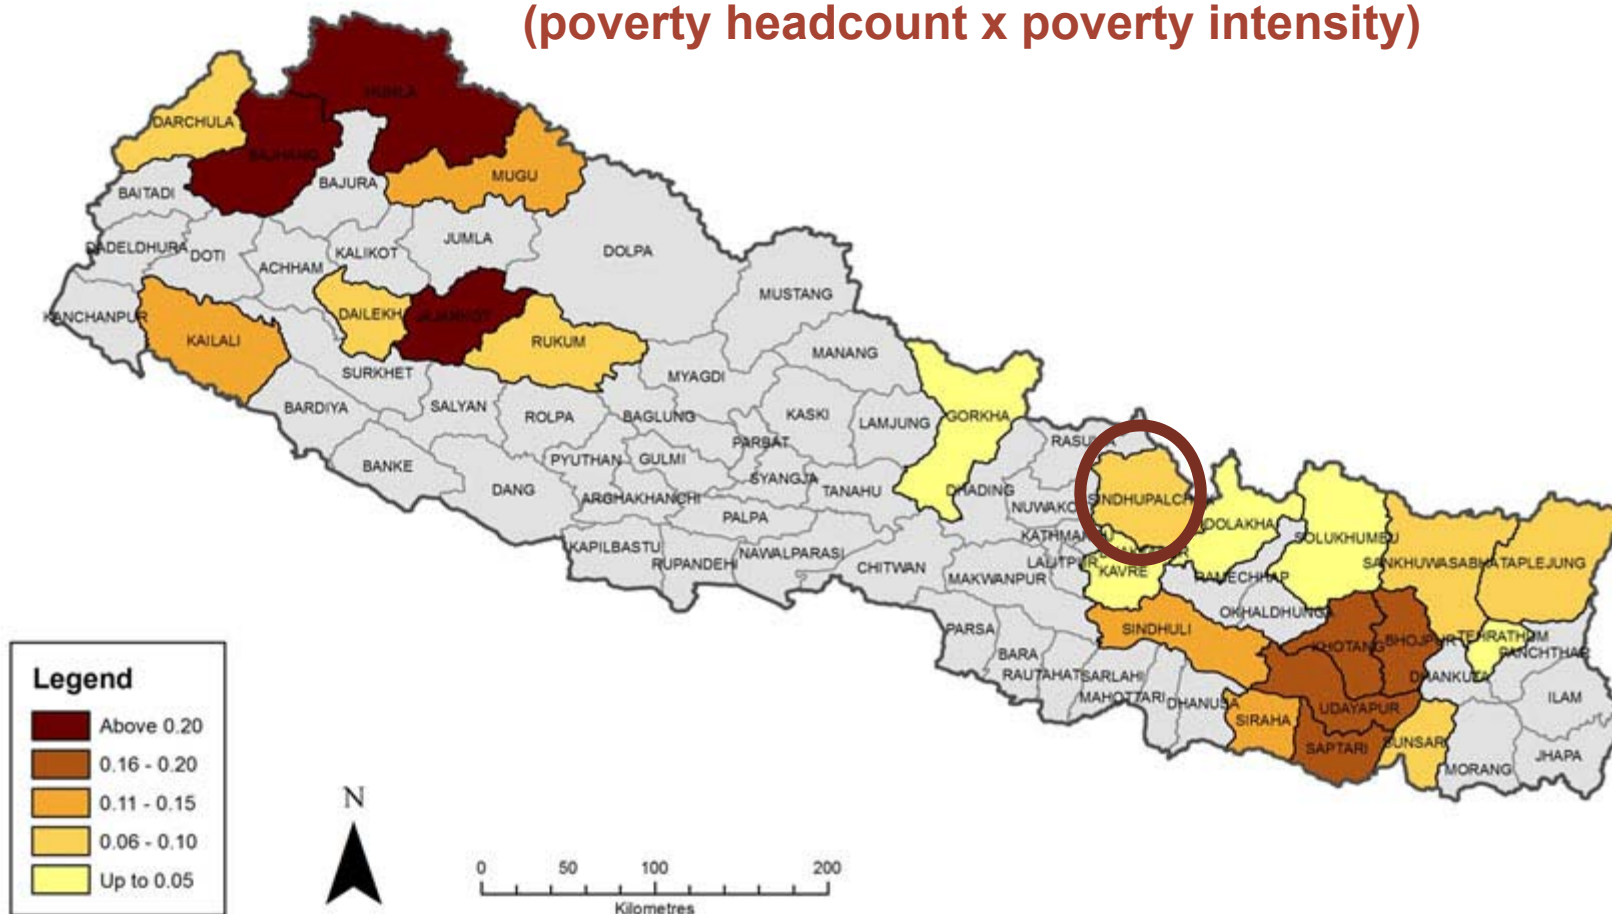 (poverty headcount x poverty intensity)
HUMLA
DARCHULA
BAJHANG
MUGU
BAJURA
BAITADI
JUMLA
DADELDHURA
DOTI
KALIKOT
DOLPA
ACHHAM
MUSTANG
KANCHANPUR
DAILEKH
JAJARKOT
KAILALI
RUKUM
MANANG
SURKHET
MYAGDI
BARDIYA
SALYAN
ROLPA
BAGLUNG
KASKI
LAMJUNG
GORKHA
PARBAT
RASUWA
PYUTHAN
GULMI
BANKE
SYANGJA
DANG
ARGHAKHANCHI
TANAHU
DHADING
SINDHUPALCH
NUWAKO
PALPA
DOLAKHA
KATHMA
SOLUKHUMBU
KAPILBASTU
RUPANDEHI
NAWALPARASI
CHITWAN
LALITPUR
KAVRE
SANKHUWASABHA
TAPLEJUNG
MAKWANPUR
RAMECHHAP
OKHALDHUNGA
PARSA
SINDHULI
KHOTANG
BHOJPUR
TEHRATHUM
PANCHTHAR
BARA
RAUTAHAT
SARLAHI
DHANKUTA
MAHOTTARI
DHANUSA
ILAM
SIRAHA
UDAYAPUR
SAPTARI
SUNSARI
MORANG
JHAPA
Legend
Above 0.20
0.16 - 0.20
0.11 - 0.15
0.06 - 0.10
Up to 0.05
N
0 50 100 200
Kilometres